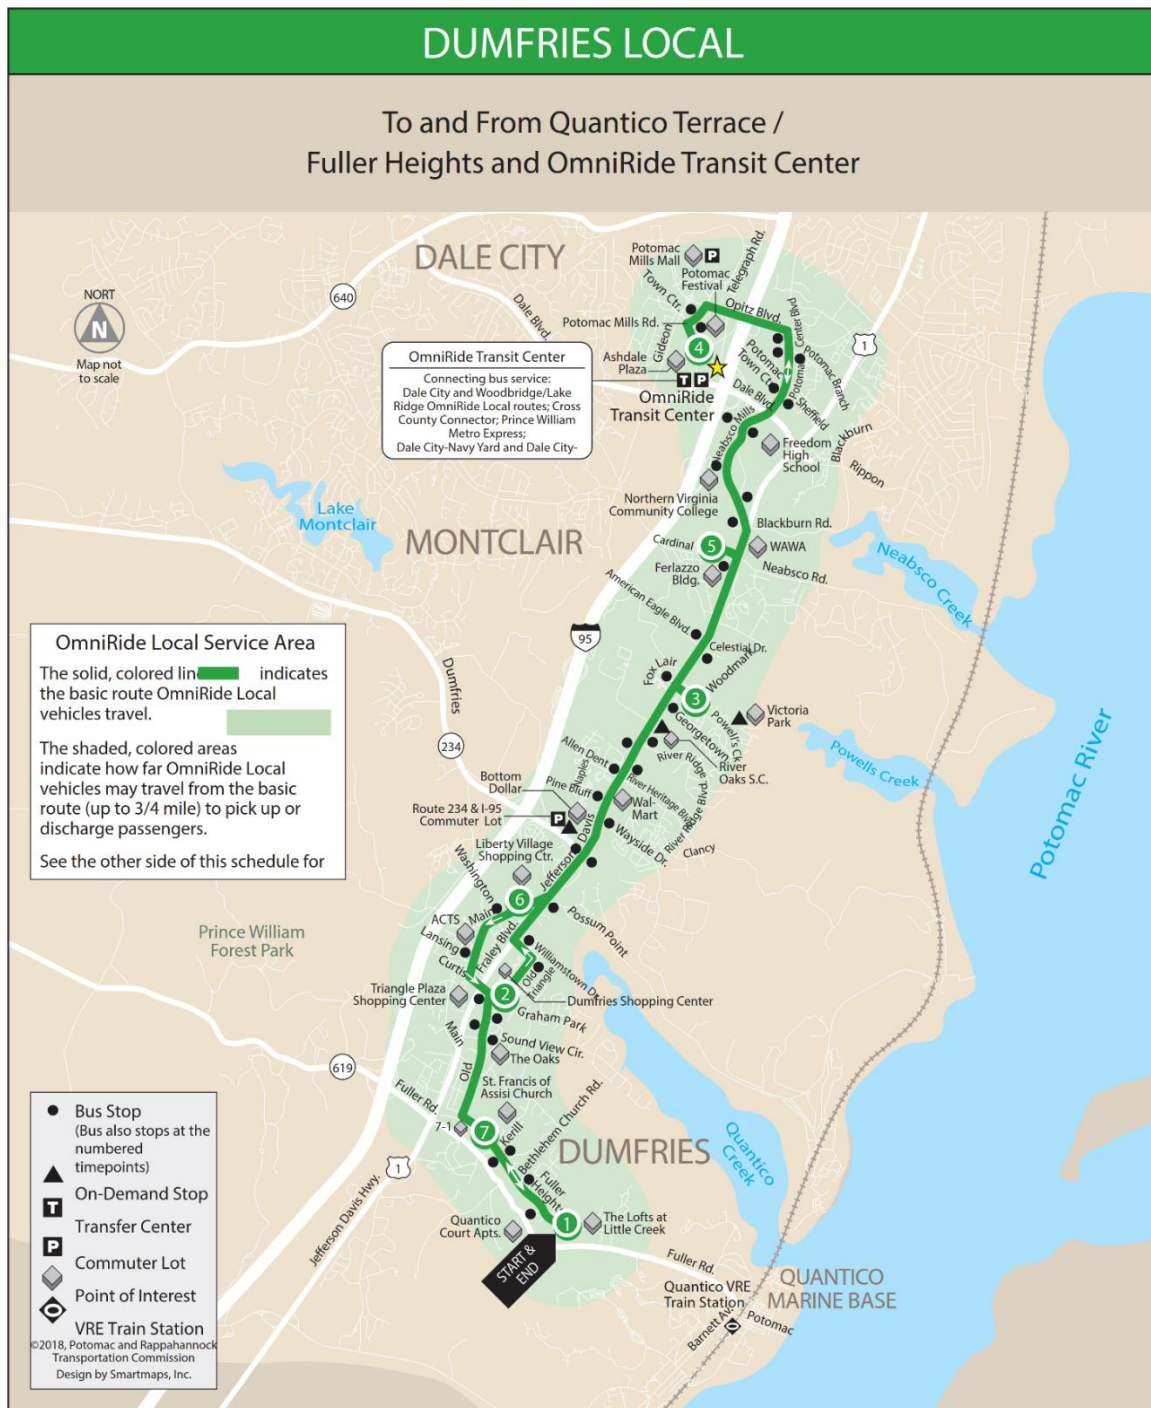 DUMFRIES LOCAL
To and From Quantico Terrace /
Fuller Heights and OmniRide Transit Center
DALE CITY
Potomac
Mills Mall
P
Telegraph Rd.
Potomac
Festival
Town Ctr.
Opitz Blvd.
640
NORT
N
Map not
to scale
Dale Blvd.
Potomac Mills Rd.
Gideon
4
Ashdale
Plaza
T P
OmniRide
Transit Center
Potomac
Town Ctr.
Potomac Center Blvd
Potomac Branch
1
Dale Blvd.
Sheffield
OmniRide Transit Center
Connecting bus service:
Dale City and Woodbridge/Lake
Ridge OmniRide Local routes; Cross
County Connector; Prince William
Metro Express;
Dale City-Navy Yard and Dale City-
Neabsco Mills
Freedom
High
School
Blackburn
Rippon
Northern Virginia
Community College
Lake
Montclair
MONTCLAIR
Blackburn Rd.
Cardinal
5
WAWA
Ferlazzo
Bldg.
Neabsco Rd.
Neabsco Creek
American Eagle Blvd.
95
Celestial Dr.
Fox Lair
Woodmark
3
Powell's Ck.
Victoria
Park
Georgetown
River
Oaks S.C.
River Ridge
Powells Creek
Potomac River
OmniRide Local Service Area
The solid, colored lin indicates
the basic route OmniRide Local
vehicles travel.
The shaded, colored areas
indicate how far OmniRide Local
vehicles may travel from the basic
route (up to 3/4 mile) to pick up or
discharge passengers.
See the other side of this schedule for
Dumfries
234
Allen Dent
Naples
Pine Bluff
River Heritage Blvd.
River Ridge Blvd.
Wal-
Mart
Bottom
Dollar
Route 234 & I-95
Commuter Lot
P
Jefferson Davis
Wayside Dr.
Clancy
Liberty Village
Shopping Ctr.
Washington
6
Possum Point
ACTS
Main
Lansing
Fraley Blvd.
Curtis
Williamstown Dr.
Old
Triangle
Prince William
Forest Park
Triangle Plaza
Shopping Center
2
Dumfries Shopping Center
Graham Park
Main
Sound View Cir.
The Oaks
Old
619
Fuller Rd.
St. Francis of
Assisi Church
7-1
7
Kerill
Bethlehem Church Rd.
DUMFRIES
Quantico
Creek
1
Jefferson Davis Hwy.
Fuller
Heights
Quantico
Court Apts.
1
The Lofts at
Little Creek
START &
END
Fuller Rd.
Quantico VRE
Train Station
QUANTICO
MARINE BASE
Barnett Av.
Potomac
Bus Stop
(Bus also stops at the
numbered
timepoints)
On-Demand Stop
T
Transfer Center
P
Commuter Lot
Point of Interest
VRE Train Station
©2018, Potomac and Rappahannock
Transportation Commission
Design by Smartmaps, Inc.